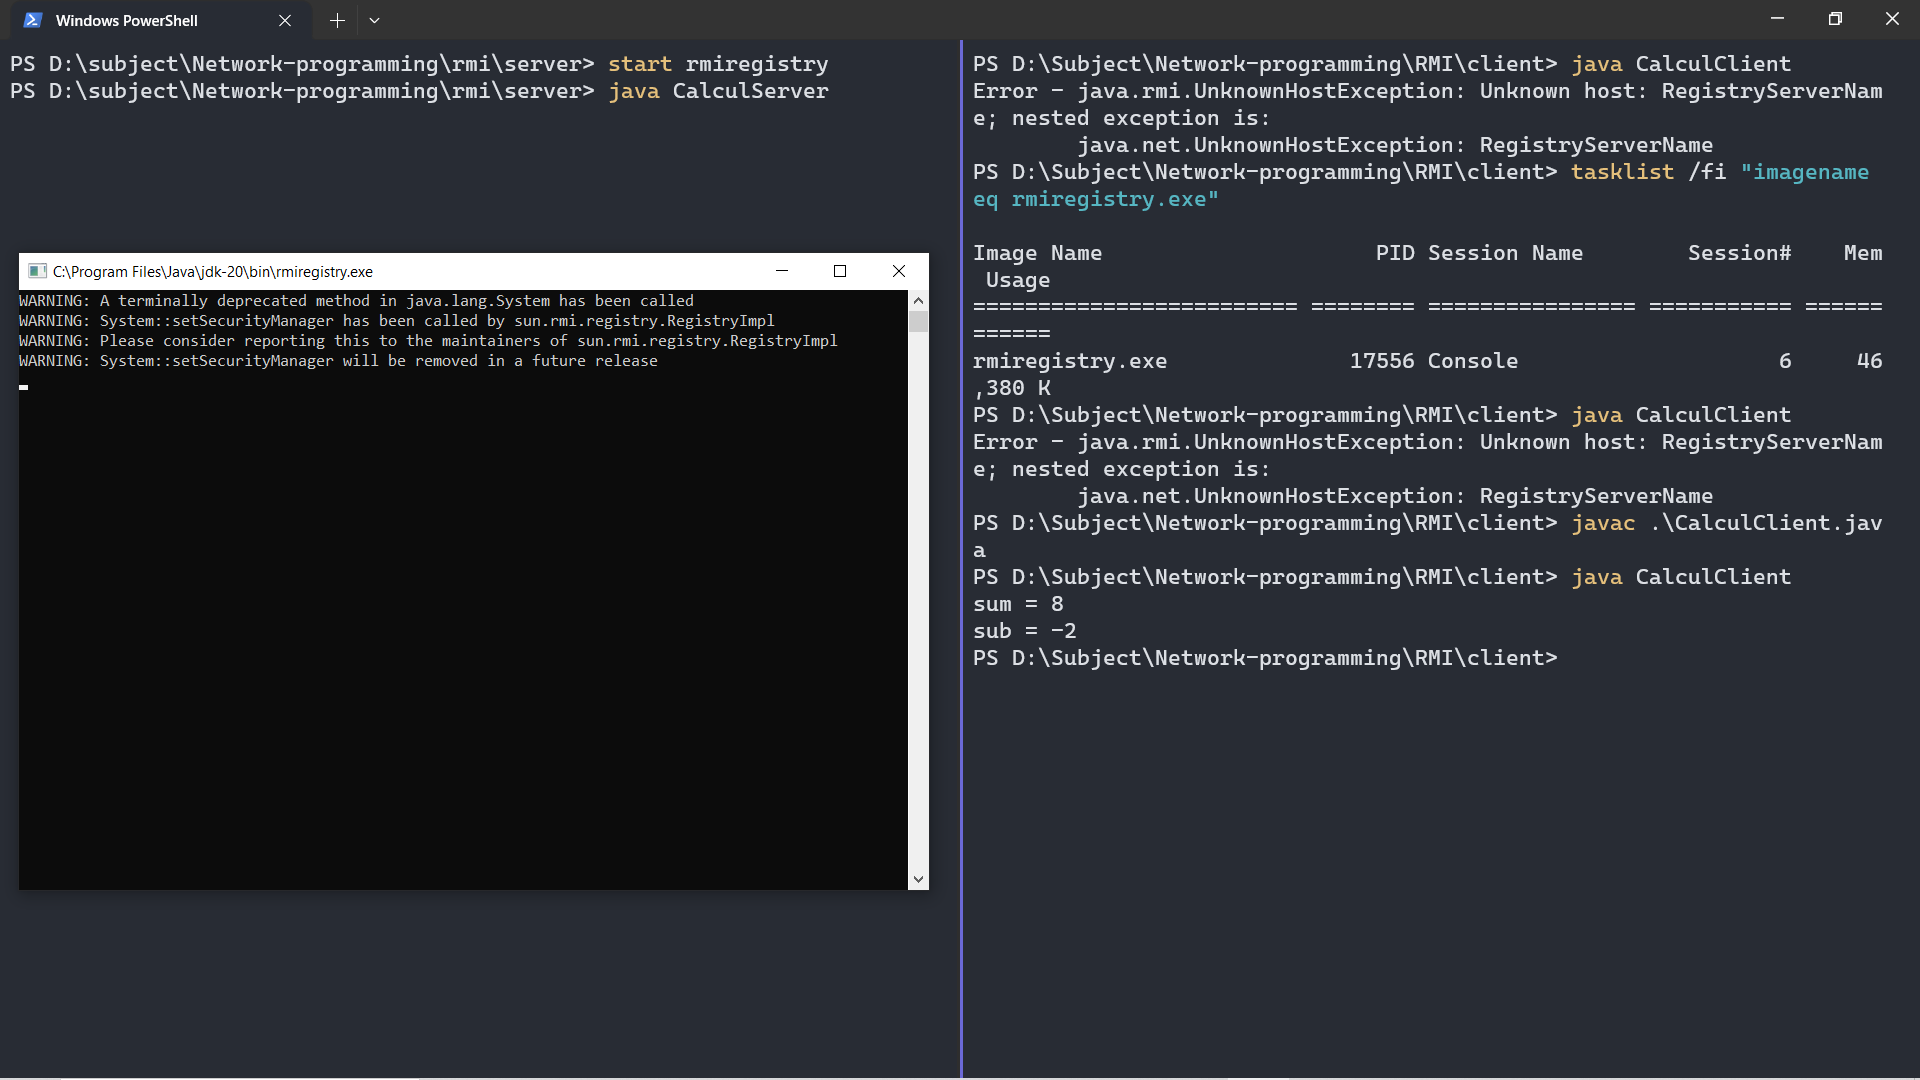 Windows PowerShell
PS D:\subject\Network-programming\rmi\server> start rmiregistry
PS D:\subject\Network-programming\rmi\server> java CalculServer
C:\Program Files\Java\jdk-20\bin\rmiregistry.exe
WARNING: A terminally deprecated method in java.lang.System has been called
WARNING: System::setSecurityManager has been called by sun.rmi.registry.RegistryImpl
WARNING: Please consider reporting this to the maintainers of sun.rmi.registry.RegistryImpl
WARNING: System::setSecurityManager will be removed in a future release
PS D:\Subject\Network-programming\RMI\client> java CalculClient
Error - java.rmi.UnknownHostException: Unknown host: RegistryServerNam
e; nested exception is:
        java.net.UnknownHostException: RegistryServerName
PS D:\Subject\Network-programming\RMI\client> tasklist /fi "imagename
eq rmiregistry.exe"
Image Name                     PID Session Name        Session#    Mem
 Usage
========================= ======== ================ =========== ======
======
rmiregistry.exe              17556 Console                    6     46
,380 K
PS D:\Subject\Network-programming\RMI\client> java CalculClient
Error - java.rmi.UnknownHostException: Unknown host: RegistryServerNam
e; nested exception is:
        java.net.UnknownHostException: RegistryServerName
PS D:\Subject\Network-programming\RMI\client> javac .\CalculClient.jav
a
PS D:\Subject\Network-programming\RMI\client> java CalculClient
sum = 8
sub = -2
PS D:\Subject\Network-programming\RMI\client>